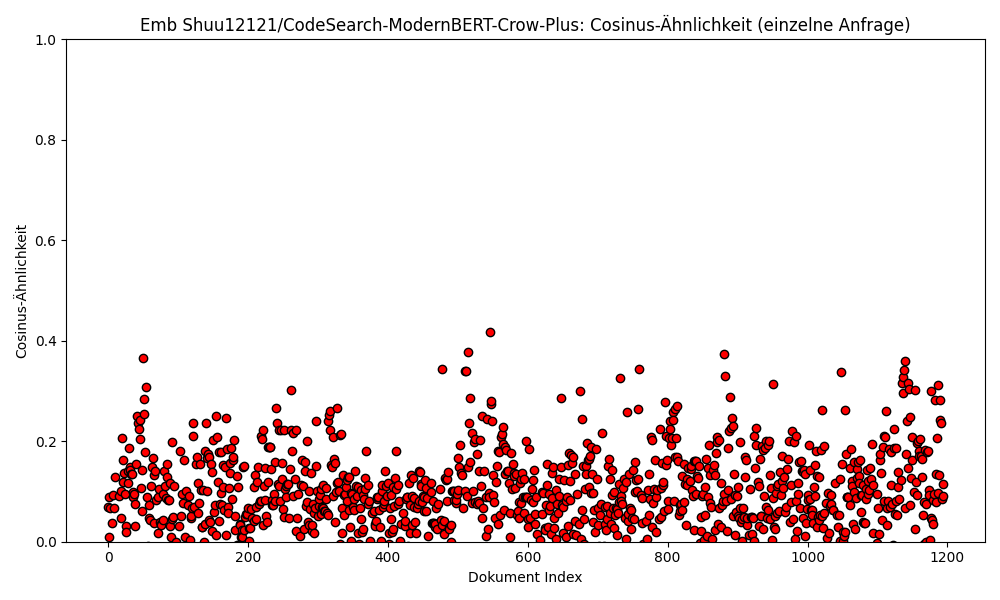 Emb Shuu12121/CodeSearch-ModernBERT-Crow-Plus: Cosinus-Ähnlichkeit (einzelne Anfrage)
1.0
0.8
0.6
0.4
0.2
0.0
Cosinus-Ähnlichkeit
0 200 400 600 800 1000 1200
Dokument Index